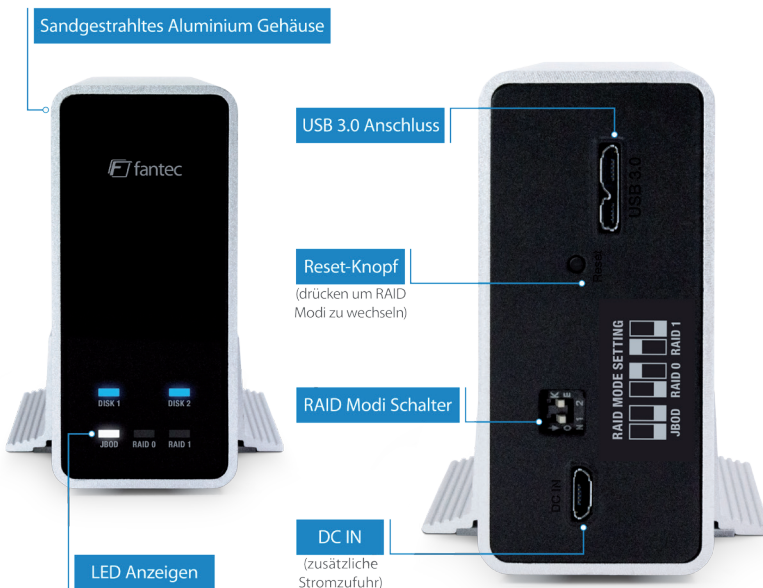 Sandgestrahltes Aluminium Gehäuse
fantec
DISK 1
DISK 2
JBOD
RAID 0
RAID 1
LED Anzeigen
USB 3.0 Anschluss
USB 3.0
Reset-Knopf
(drücken um RAID
Modi zu wechseln)
Reset
RAID MODE SETTING
JBOD
RAID 0
RAID 1
RAID Modi Schalter
O N
K E
1 2
DC IN
DC IN
(zusätzliche
Stromzufuhr)